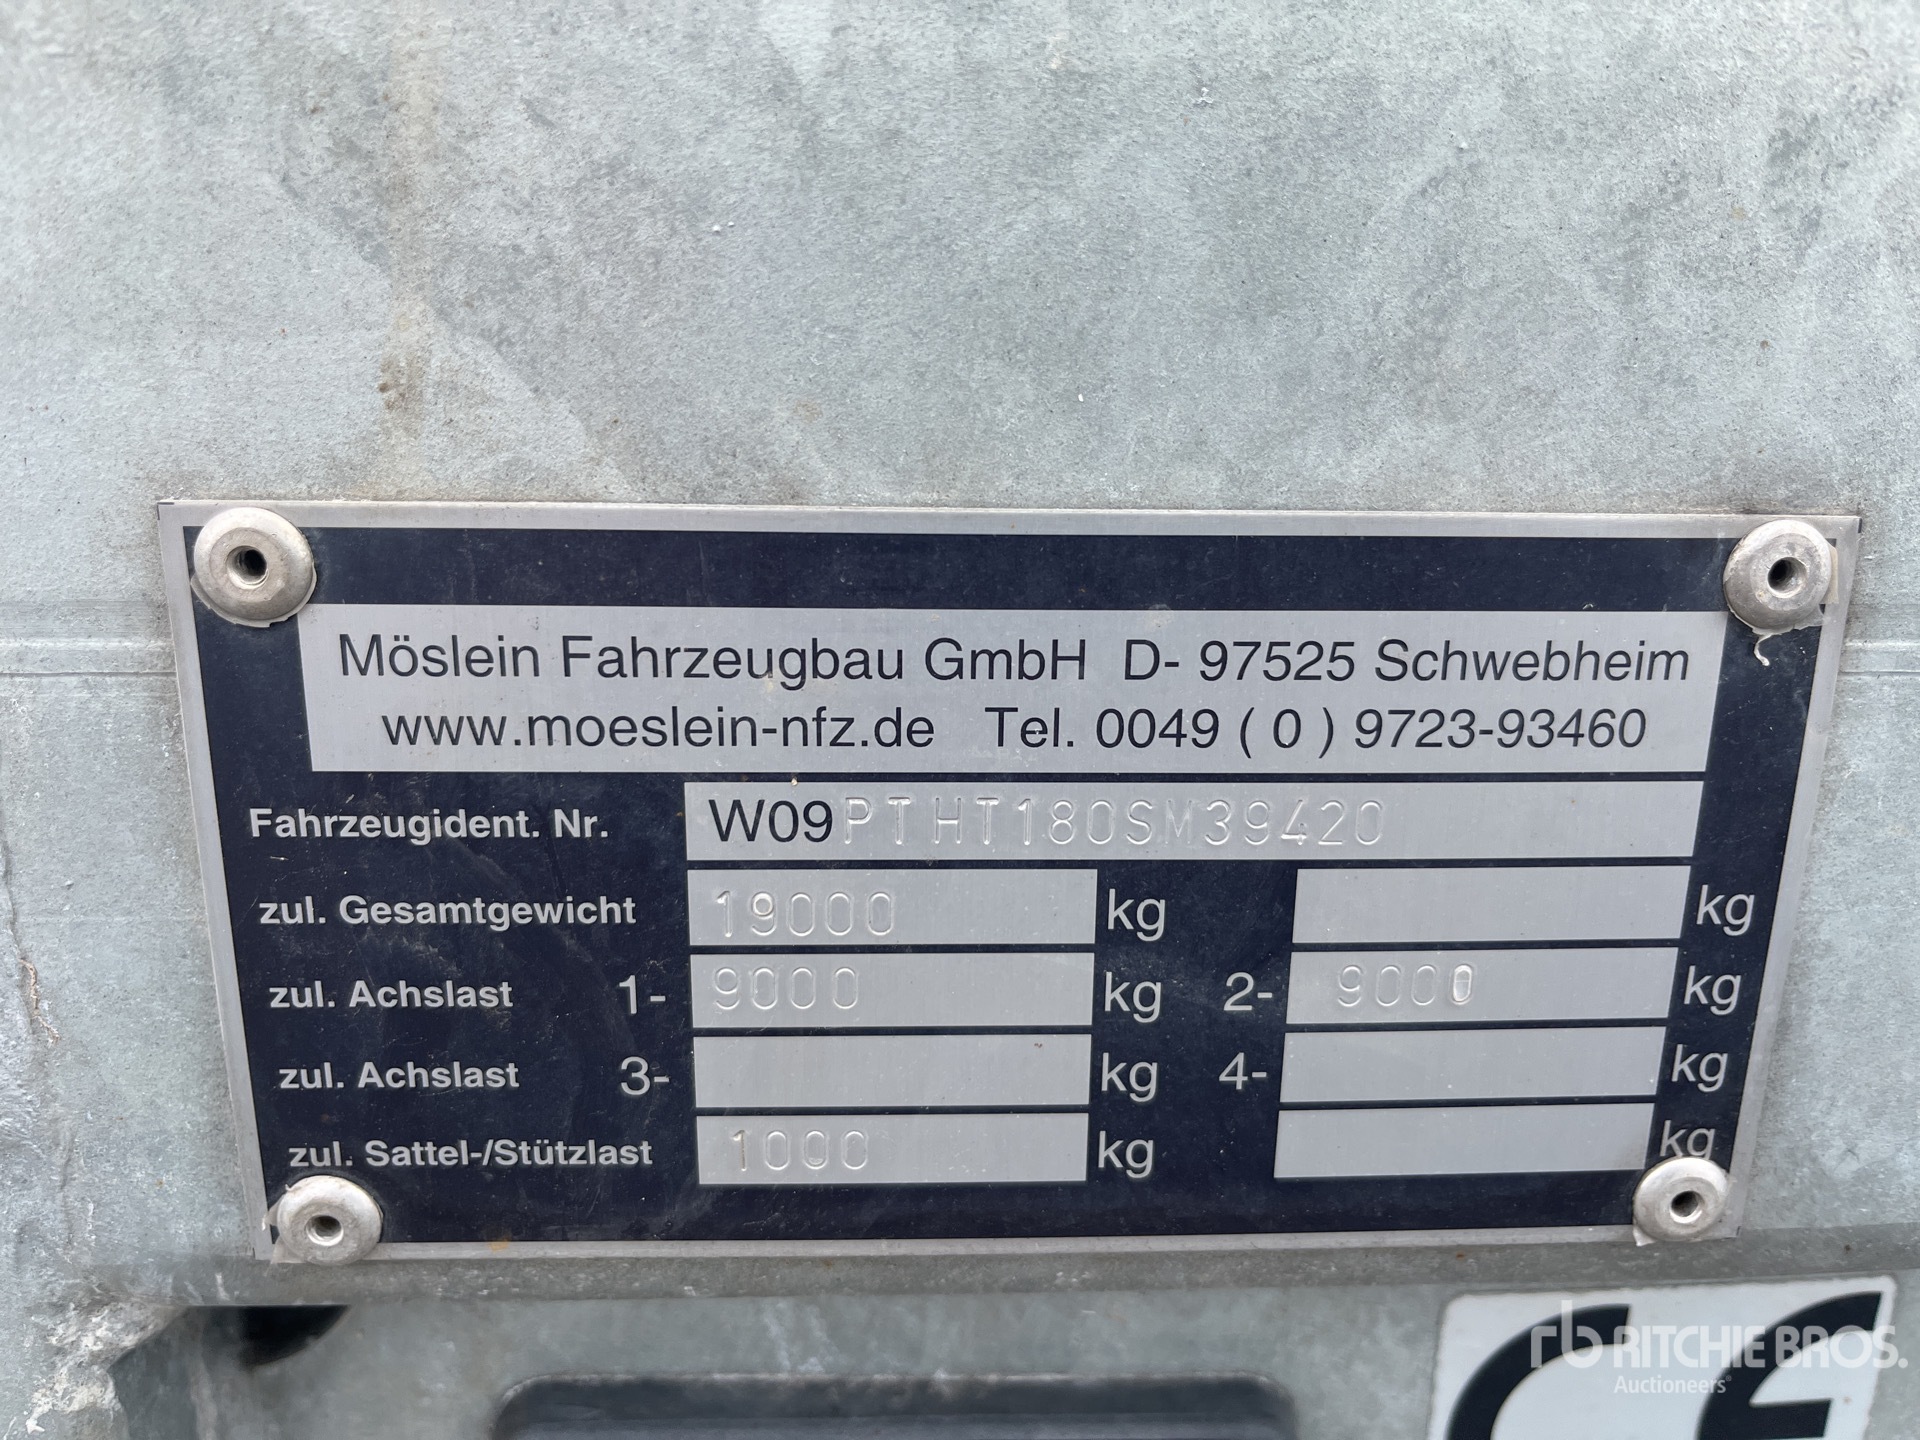 Möslein Fahrzeugbau GmbH D- 97525 Schwebheim
www.moeslein-nfz.de Tel. 0049 ( 0 ) 9723-93460
Fahrzeugident. Nr. W09PTHT180SM39420
zul. Gesamtgewicht 19000 kg kg
zul. Achslast 1- 9000 kg 2- 9000 kg
zul. Achslast 3- kg 4- kg
zul. Sattel-/Stützlast 1000 kg kg
CE
rb RITCHIE BROS.
Auctioneers